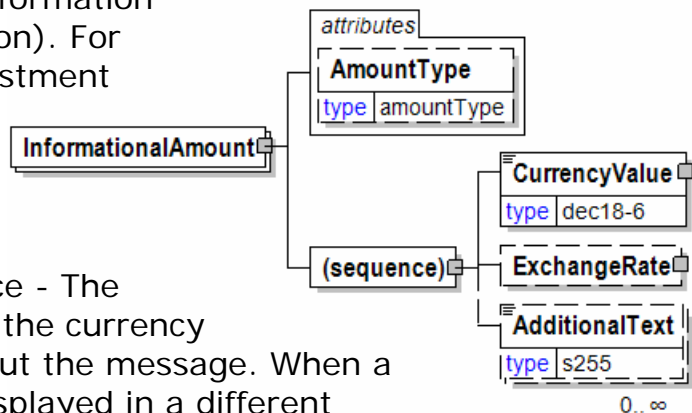 formation
on). For
stment
attributes
AmountType
type amountType
InformationalAmount
CurrencyValue
type dec18-6
(sequence)
ExchangeRate
AdditionalText
type s255
0..∞
ce - The
the currency
ut the message. When a
splayed in a different